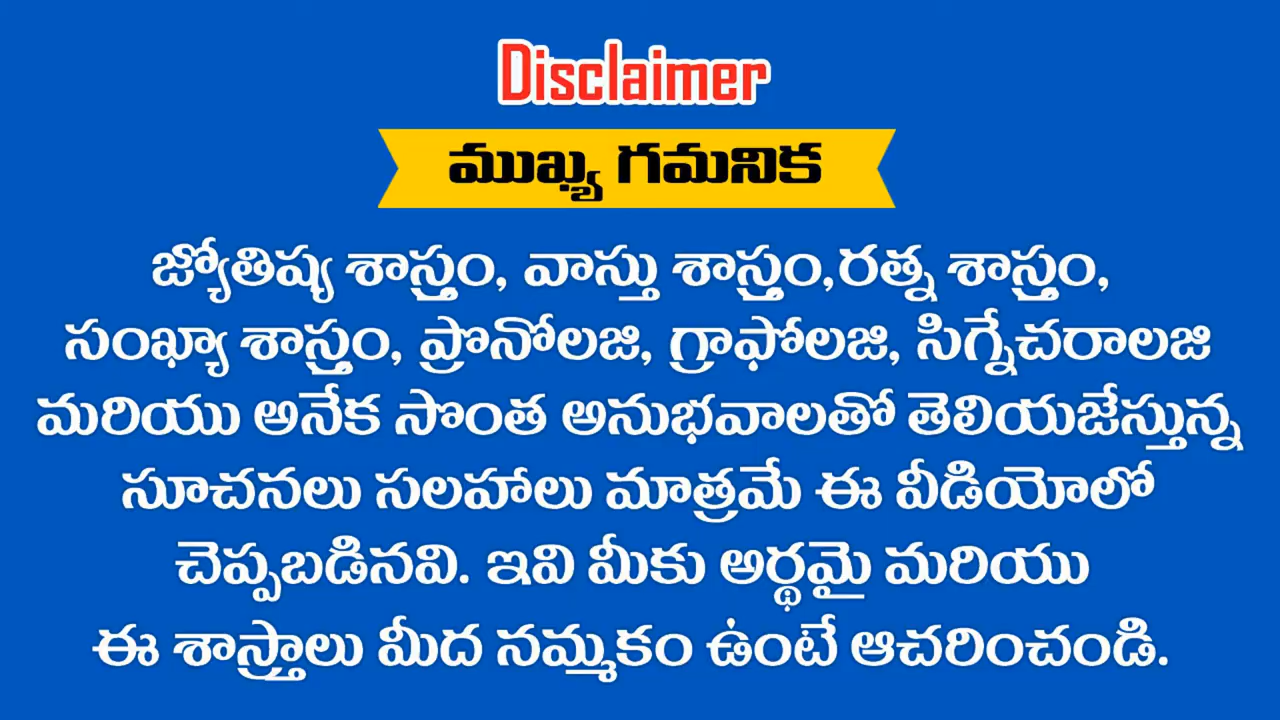 Disclaimer
ముఖ్య గమనిక
జ్యోతిష్య శాస్త్రం, వాస్తు శాస్త్రం,రత్న శాస్త్రం,
సంఖ్యా శాస్త్రం, ప్రొనోలజి, గ్రాఫోలజి, సిగ్నేచరాలజి
మరియు అనేక సొంత అనుభవాలతో తెలియజేస్తున్న
సూచనలు సలహాలు మాత్రమే ఈ వీడియోలో
చెప్పబడినవి. ఇవి మీకు అర్థమై మరియు
ఈ శాస్త్రాలు మీద నమ్మకం ఉంటే ఆచరించండి.